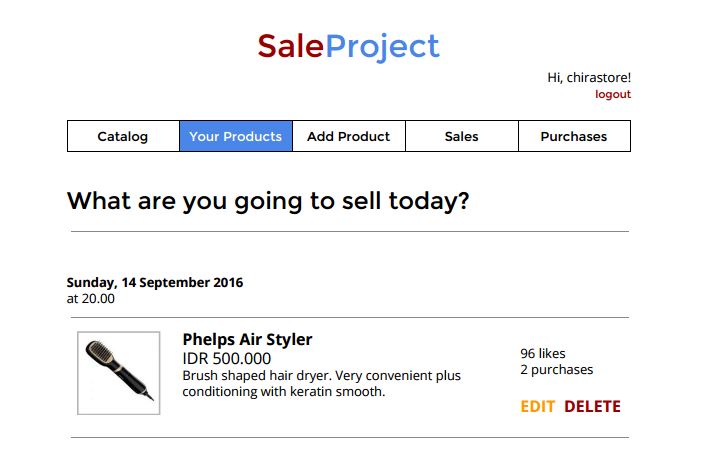 SaleProject
Hi, chirastore!
logout
Catalog
Your Products
Add Product
Sales
Purchases
What are you going to sell today?
Sunday, 14 September 2016
at 20.00
Phelps Air Styler
IDR 500.000
Brush shaped hair dryer. Very convenient plus
conditioning with keratin smooth.
96 likes
2 purchases
EDIT DELETE